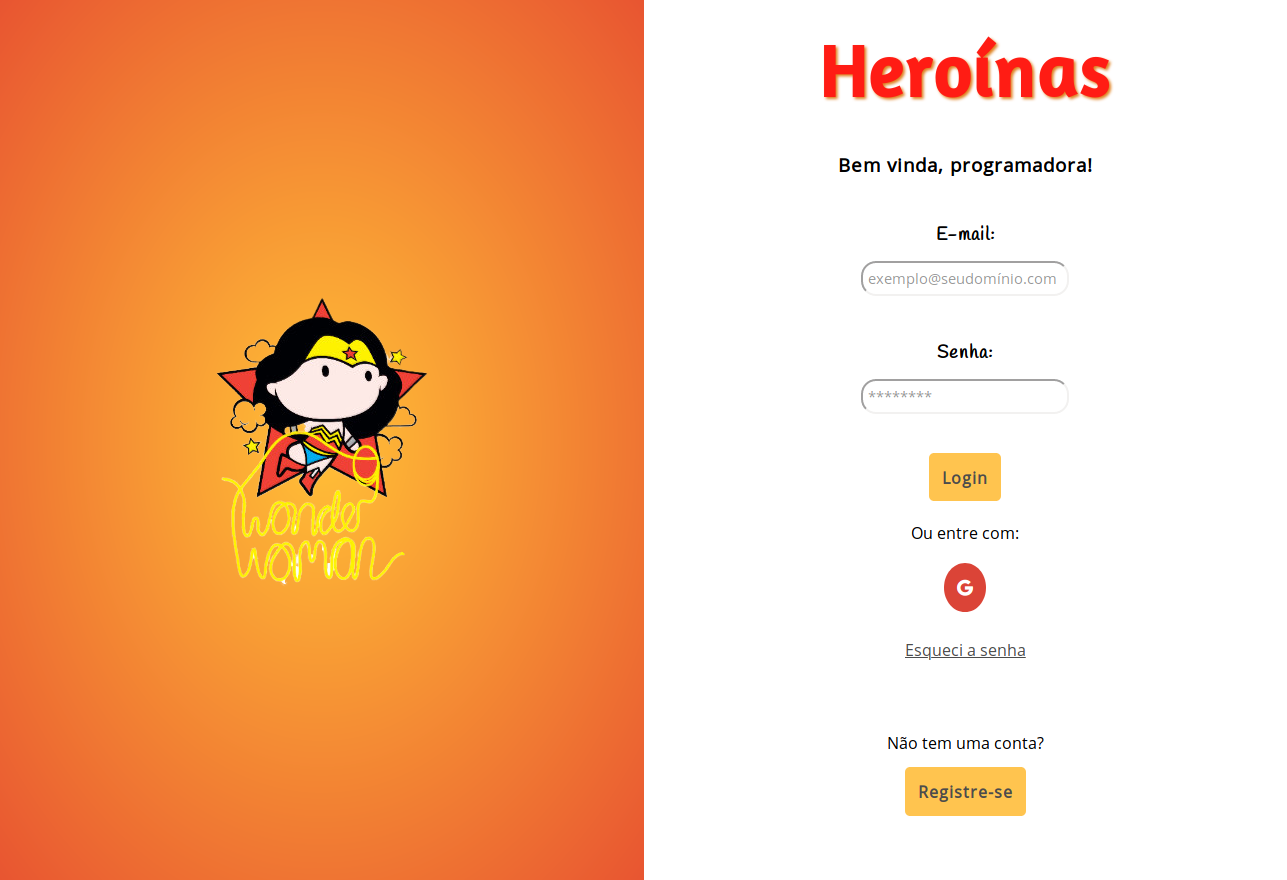 wonder
woman
Heroínas
Bem vinda, programadora!
E-mail:
exemplo@seudomínio.com
Senha:
********
Login
Ou entre com:
G
Esqueci a senha
Não tem uma conta?
Registre-se